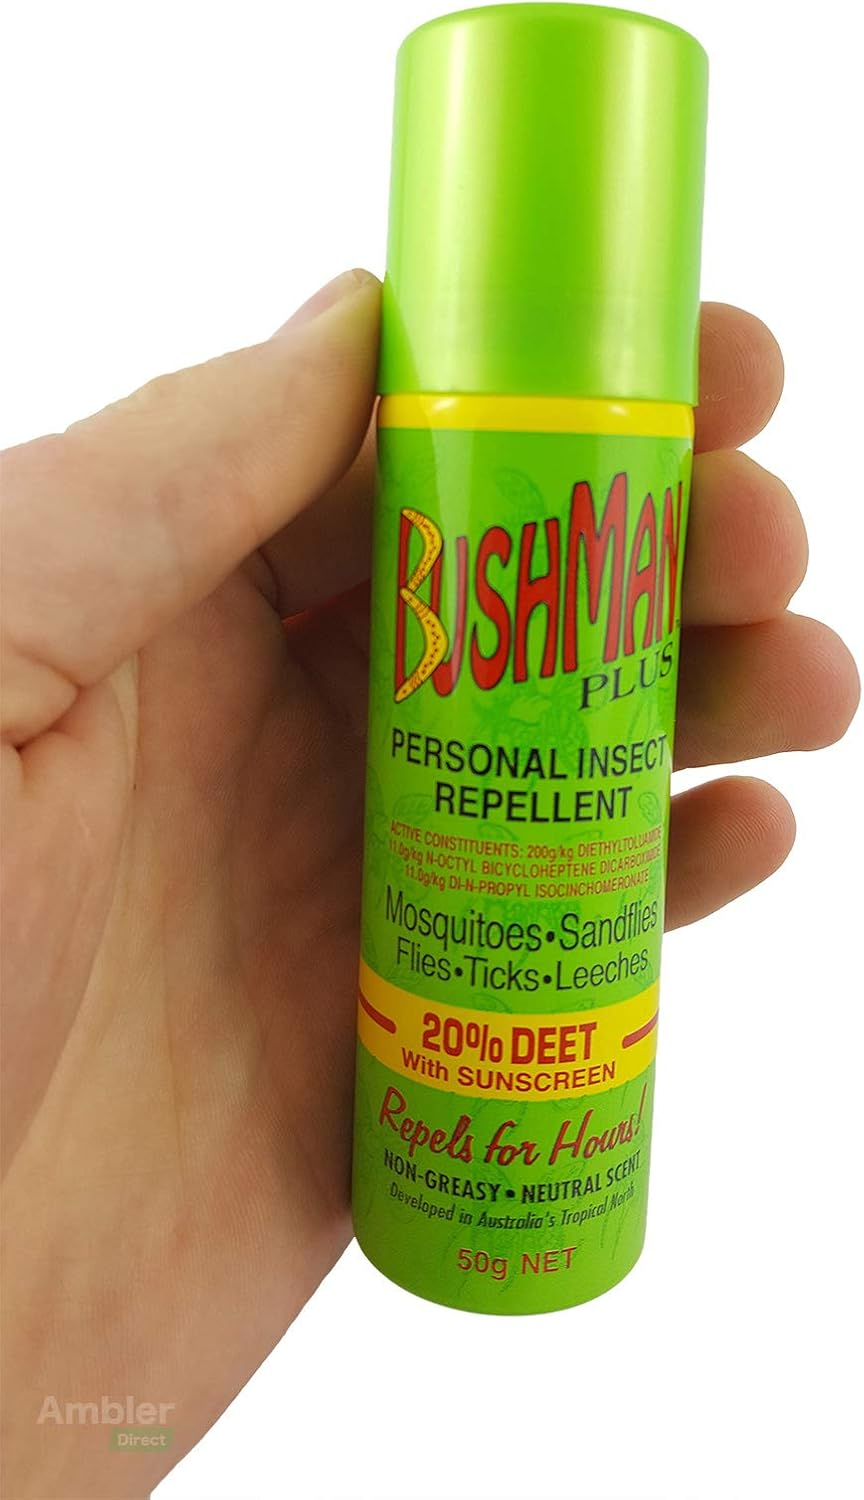 BUSHMAN
PLUS
PERSONAL INSECT
REPELLENT
ACTIVE CONSTITUENTS: 200g/kg DIETHYLTOLUAMIDE
11.0g/kg N-OCTYL BICYCLOHEPTENE DICARBOXIMIDE
11.0g/kg DI-N-PROPYL ISOCINCHOMERONATE
Mosquitoes•Sandflies
Flies•Ticks•Leeches
20% DEET
With SUNSCREEN
Repels for Hours!
NON-GREASY • NEUTRAL SCENT
Developed in Australia's Tropical North
50g NET
Ambler
Direct